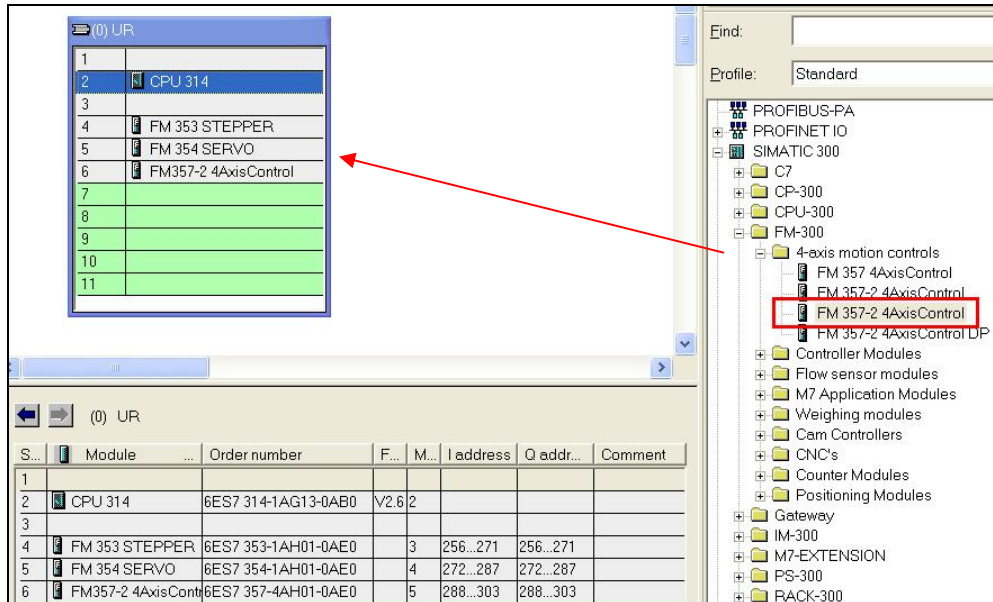 (0) UR
1
2 CPU 314
3
4 FM 353 STEPPER
5 FM 354 SERVO
6 FM357-2 4AxisControl
7
8
9
10
11
(0) UR
S... Module ... Order number F... M... I address Q addr... Comment
1
2 CPU 314 6ES7 314-1AG13-0AB0 V2.6 2
3
4 FM 353 STEPPER 6ES7 353-1AH01-0AE0 3 256...271 256...271
5 FM 354 SERVO 6ES7 354-1AH01-0AE0 4 272...287 272...287
6 FM357-2 4AxisContr 6ES7 357-4AH01-0AE0 5 288...303 288...303
Find:
Profile: Standard
PROFIBUS-PA
PROFINET IO
SIMATIC 300
C7
CP-300
CPU-300
FM-300
4-axis motion controls
FM 357 4AxisControl
FM 357-2 4AxisControl
FM 357-2 4AxisControl
FM 357-2 4AxisControl DP
Controller Modules
Flow sensor modules
M7 Application Modules
Weighing modules
Cam Controllers
CNC's
Counter Modules
Positioning Modules
Gateway
IM-300
M7-EXTENSION
PS-300
RACK-300